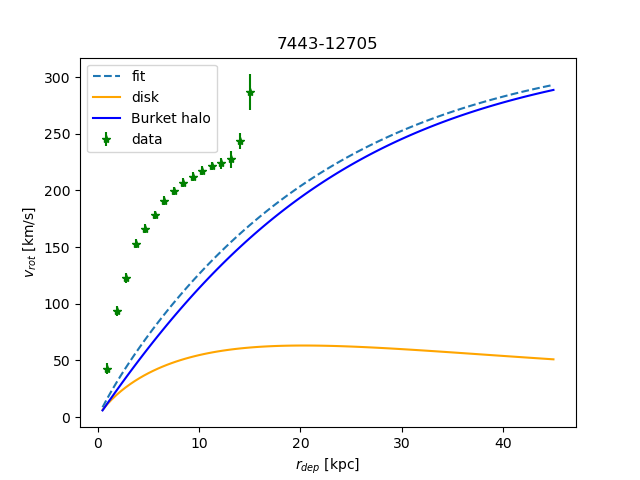 7443-12705
fit
disk
Burket halo
data
300
250
200
150
100
50
0
v_rot [km/s]
0 10 20 30 40
r_dep [kpc]